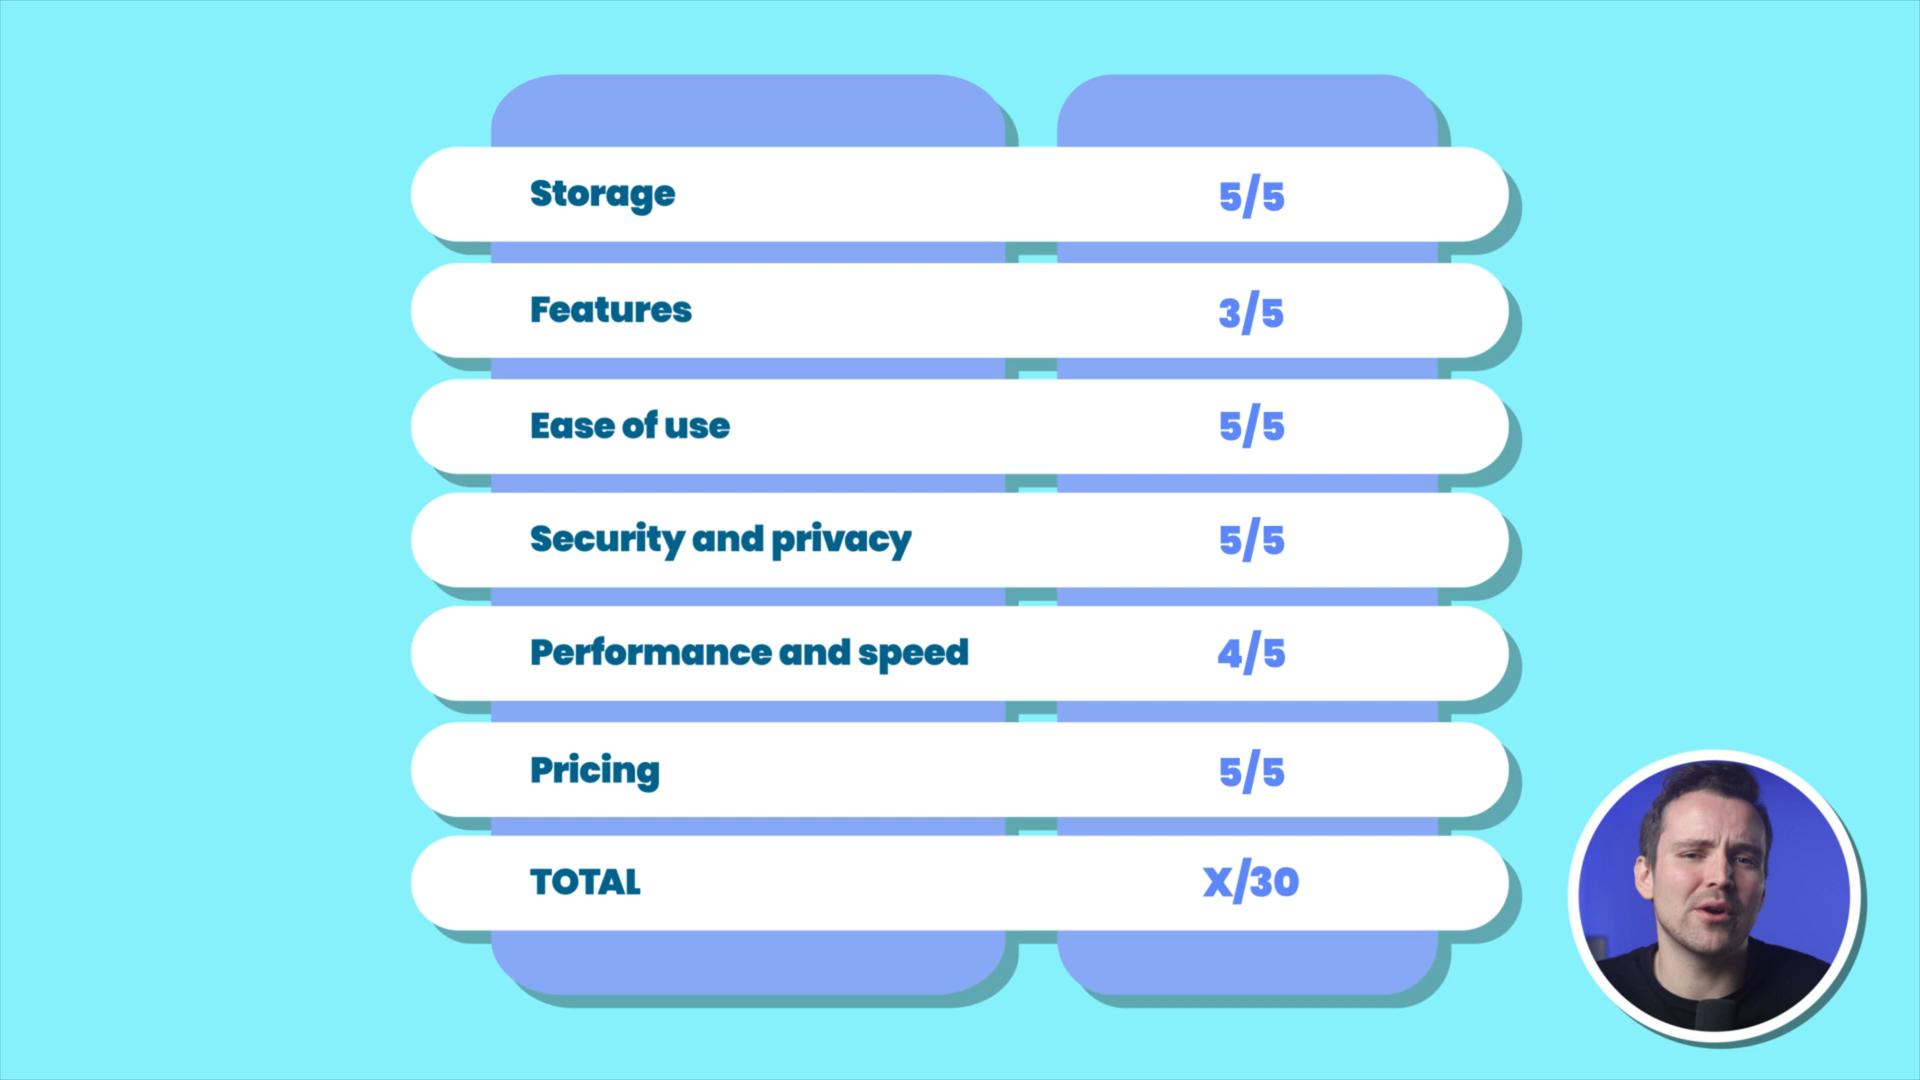 Storage 5/5
Features 3/5
Ease of use 5/5
Security and privacy 5/5
Performance and speed 4/5
Pricing 5/5
TOTAL X/30